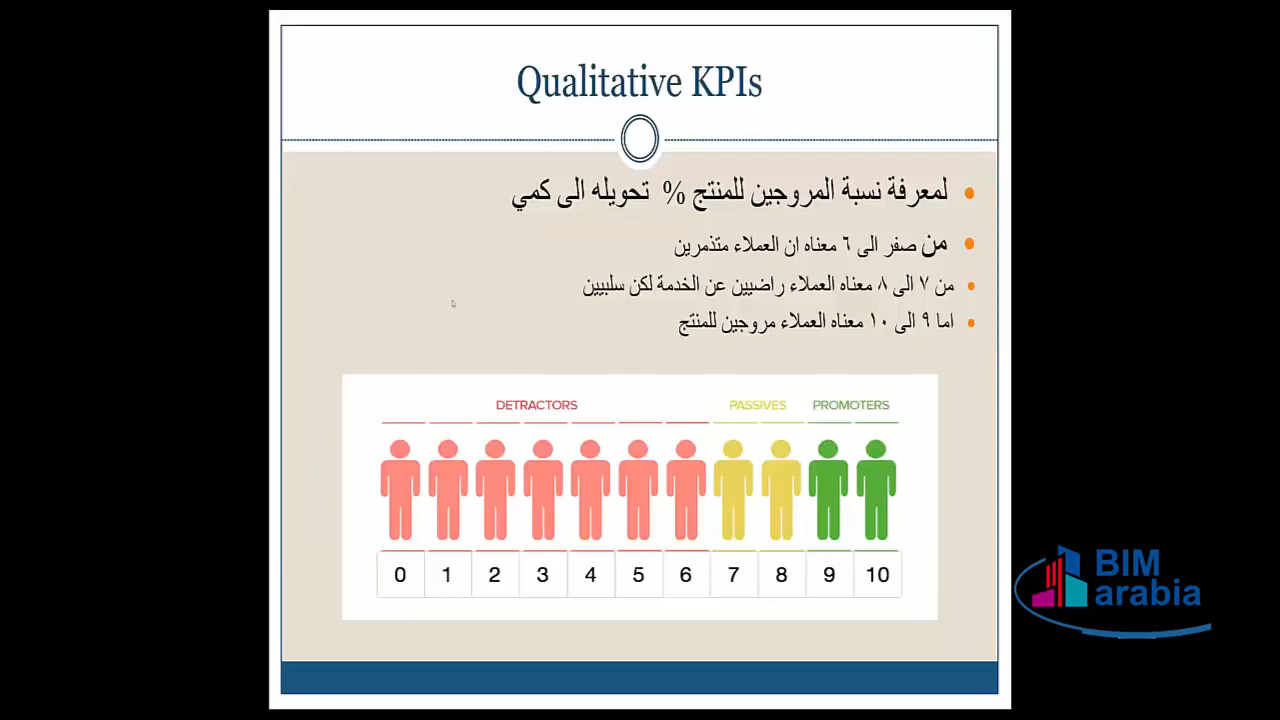 Qualitative KPIs
لمعرفة نسبة المروجين للمنتج % تحويله الى كمي
من صفر الى ٦ معناه ان العملاء متذمرين
من ٧ الى ٨ معناه العملاء راضيين عن الخدمة لكن سلبيين
اما ٩ الى ١٠ معناه العملاء مروجين للمنتج
DETRACTORS PASSIVES PROMOTERS
0 1 2 3 4 5 6 7 8 9 10
BIM
arabia